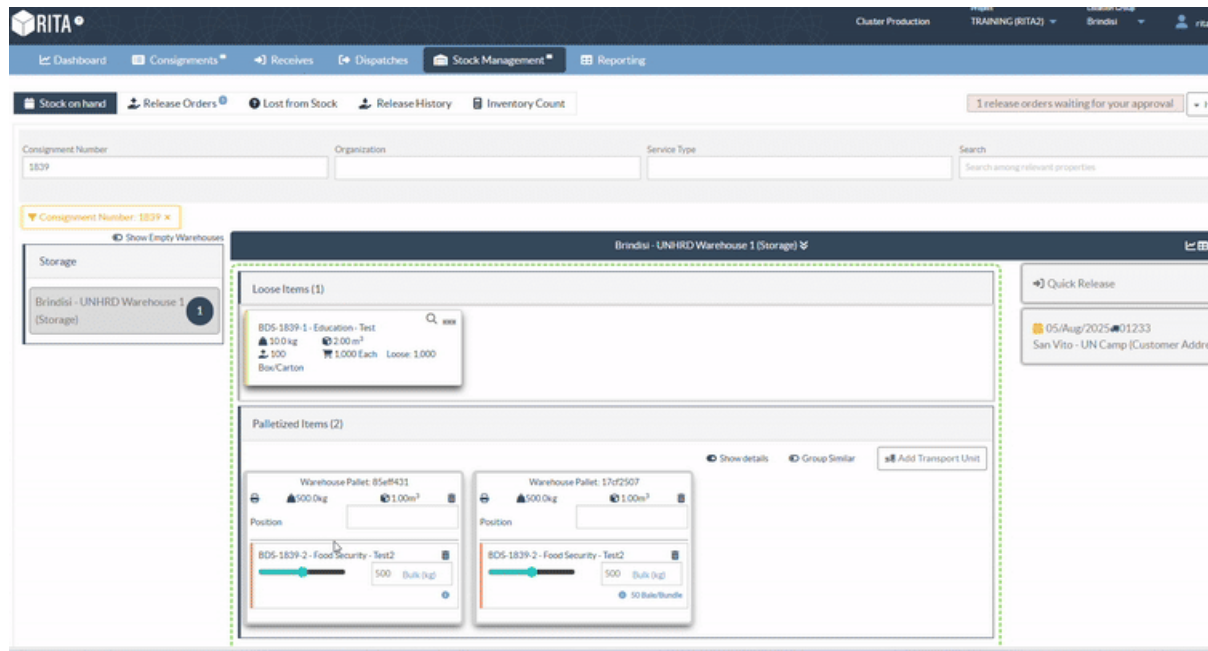 RITA
Cluster Production
Project
TRAINING (RITA2)
Location Group
Brindisi
Dashboard Consignments Receives Dispatches Stock Management Reporting
Stock on hand Release Orders Lost from Stock Release History Inventory Count
1 release orders waiting for your approval
Consignment Number Organization Service Type Search
1839 Search among relevant properties
Consignment Number: 1839 ×
Show Empty Warehouses
Brindisi - UNHRD Warehouse 1 (Storage)
Storage
Brindisi - UNHRD Warehouse 1
(Storage)
1
Loose Items (1)
BDS-1839-1 - Education - Test
10.0 kg 2.00 m³
100 1,000 Each Loose: 1,000
Box/Carton
Quick Release
05/Aug/2025 01233
San Vito - UN Camp (Customer Addre
Palletized Items (2)
Show details Group Similar Add Transport Unit
Warehouse Pallet: 85eff431
500.0kg 1.00m³
Position
BDS-1839-2 - Food Security - Test2
500 Bulk (kg)
Warehouse Pallet: 17cf2507
500.0kg 1.00m³
Position
BDS-1839-2 - Food Security - Test2
500 Bulk (kg)
50 Bale/Bundle